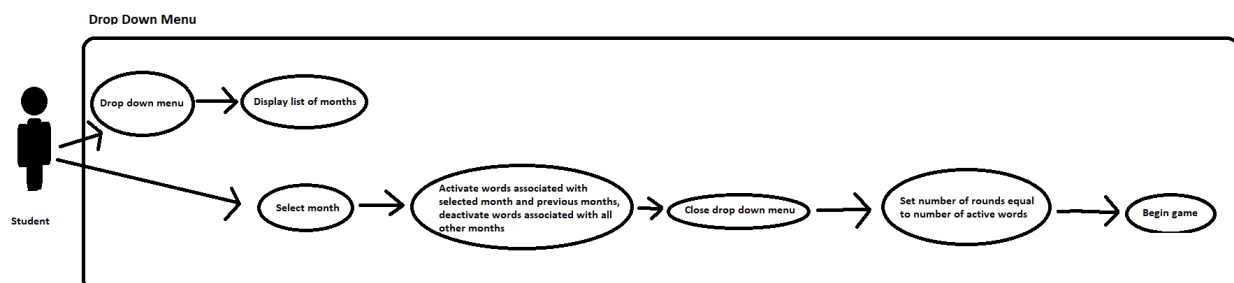 Drop Down Menu
Drop down menu
Display list of months
Student
Select month
Activate words associated with
selected month and previous months,
deactivate words associated with all
other months
Close drop down menu
Set number of rounds equal
to number of active words
Begin game